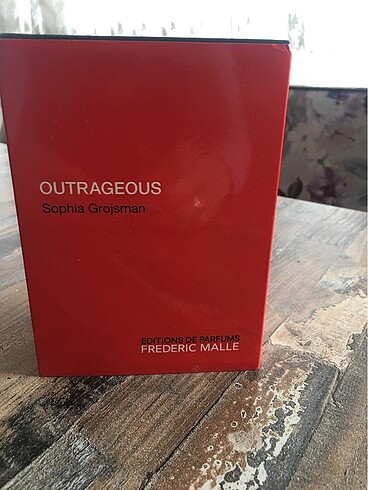 OUTRAGEOUS
Sophia Grojsman
EDITIONS DE PARFUMS
FREDERIC MALLE